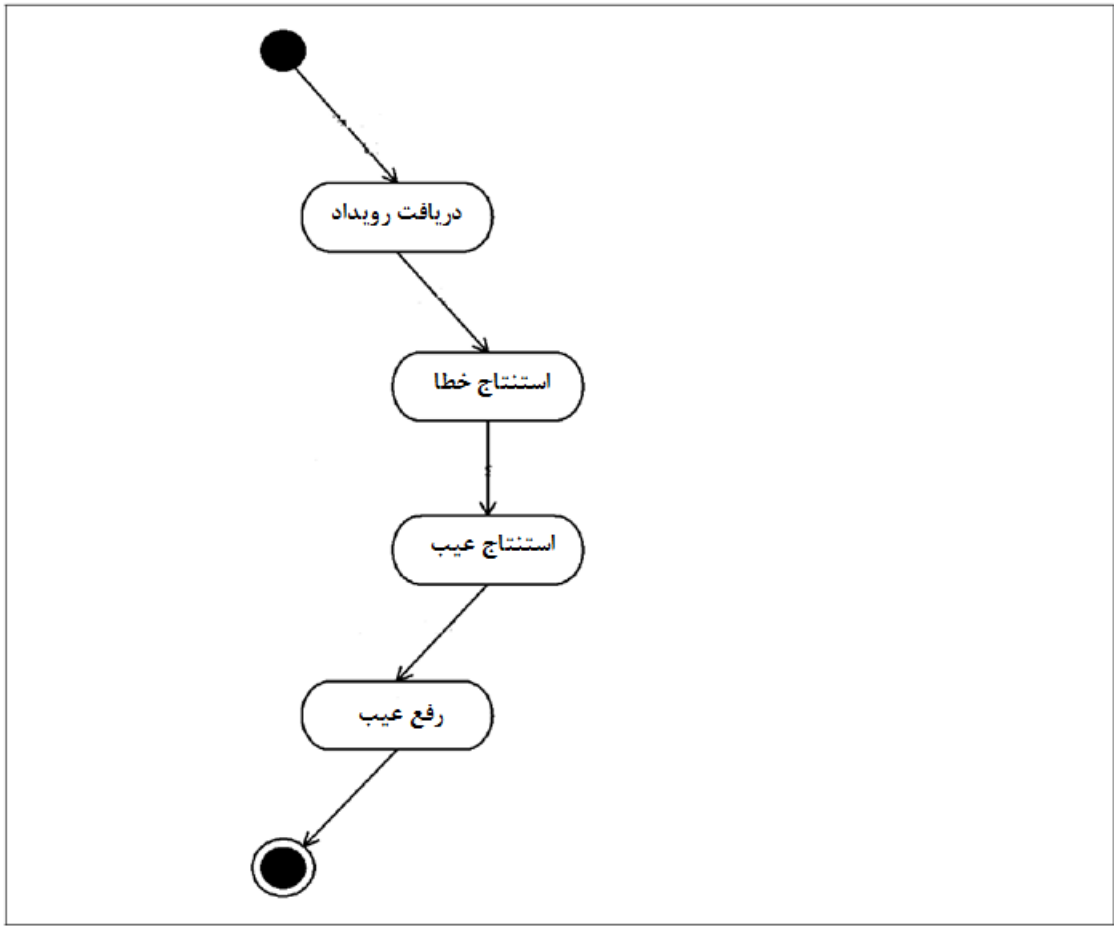 دریافت رویداد
استنتاج خطا
استنتاج عیب
رفع عیب